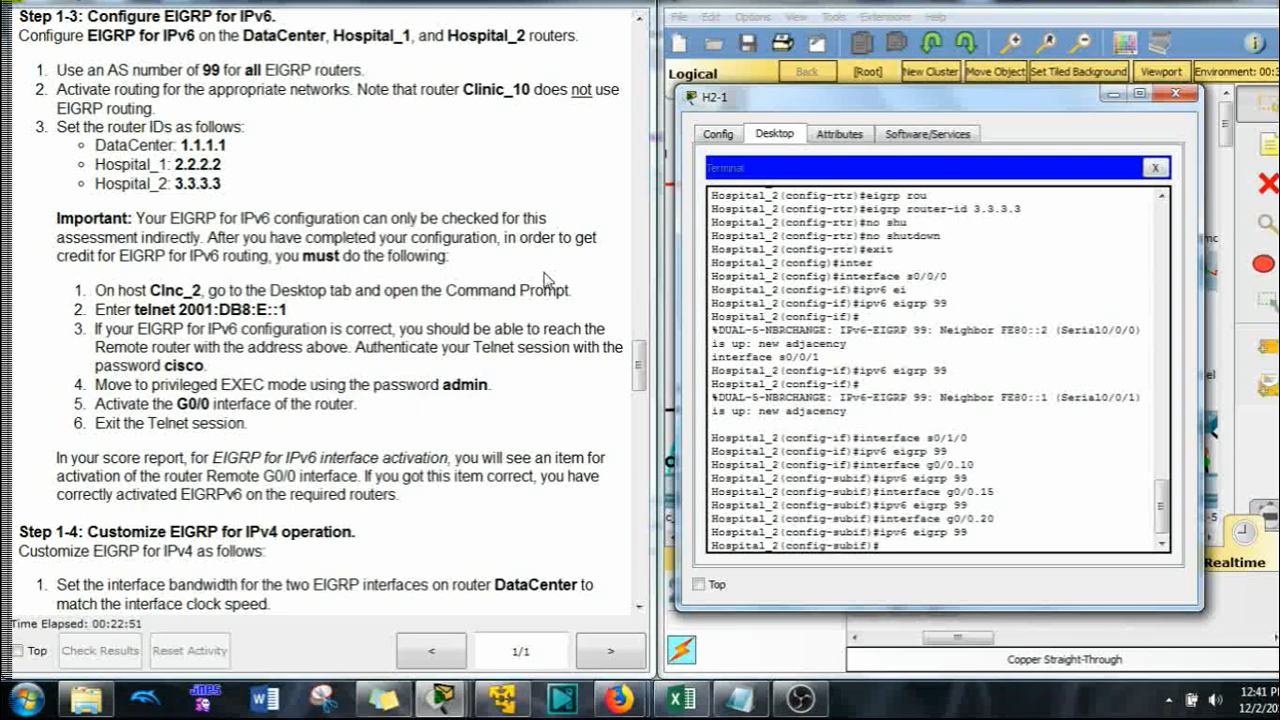 Step 1-3: Configure EIGRP for IPv6.
Configure EIGRP for IPv6 on the DataCenter, Hospital_1, and Hospital_2 routers.
1. Use an AS number of 99 for all EIGRP routers.
2. Activate routing for the appropriate networks. Note that router Clinic_10 does not use
EIGRP routing.
3. Set the router IDs as follows:
DataCenter: 1.1.1.1
Hospital_1: 2.2.2.2
Hospital_2: 3.3.3.3
Important: Your EIGRP for IPv6 configuration can only be checked for this
assessment indirectly. After you have completed your configuration, in order to get
credit for EIGRP for IPv6 routing, you must do the following:
1. On host Clnc_2, go to the Desktop tab and open the Command Prompt.
2. Enter telnet 2001:DB8:E::1
3. If your EIGRP for IPv6 configuration is correct, you should be able to reach the
Remote router with the address above. Authenticate your Telnet session with the
password cisco.
4. Move to privileged EXEC mode using the password admin.
5. Activate the G0/0 interface of the router.
6. Exit the Telnet session.
In your score report, for EIGRP for IPv6 interface activation, you will see an item for
activation of the router Remote G0/0 interface. If you got this item correct, you have
correctly activated EIGRPv6 on the required routers.
Step 1-4: Customize EIGRP for IPv4 operation.
Customize EIGRP for IPv4 as follows:
1. Set the interface bandwidth for the two EIGRP interfaces on router DataCenter to
match the interface clock speed.
Time Elapsed: 00:22:51
Top
Check Results
Reset Activity
<
1/1
>
File Edit Options View Tools Extensions Help
Logical
Back
[Root]
New Cluster
Move Object
Set Tiled Background
Viewport
Environment: 00:3
H2-1
Config
Desktop
Attributes
Software/Services
Terminal
X
Hospital_2(config-rtr)#eigrp rou
Hospital_2(config-rtr)#eigrp router-id 3.3.3.3
Hospital_2(config-rtr)#no shu
Hospital_2(config-rtr)#no shutdown
Hospital_2(config-rtr)#exit
Hospital_2(config)#inter
Hospital_2(config)#interface s0/0/0
Hospital_2(config-if)#ipv6 ei
Hospital_2(config-if)#ipv6 eigrp 99
Hospital_2(config-if)#
%DUAL-5-NBRCHANGE: IPv6-EIGRP 99: Neighbor FE80::2 (Serial0/0/0)
is up: new adjacency
interface s0/0/1
Hospital_2(config-if)#ipv6 eigrp 99
Hospital_2(config-if)#
%DUAL-5-NBRCHANGE: IPv6-EIGRP 99: Neighbor FE80::1 (Serial0/0/1)
is up: new adjacency
Hospital_2(config-if)#interface s0/1/0
Hospital_2(config-if)#ipv6 eigrp 99
Hospital_2(config-if)#interface g0/0.10
Hospital_2(config-subif)#ipv6 eigrp 99
Hospital_2(config-subif)#interface g0/0.15
Hospital_2(config-subif)#ipv6 eigrp 99
Hospital_2(config-subif)#interface g0/0.20
Hospital_2(config-subif)#ipv6 eigrp 99
Hospital_2(config-subif)#
Top
Realtime
Copper Straight-Through
12:41 P
12/2/20